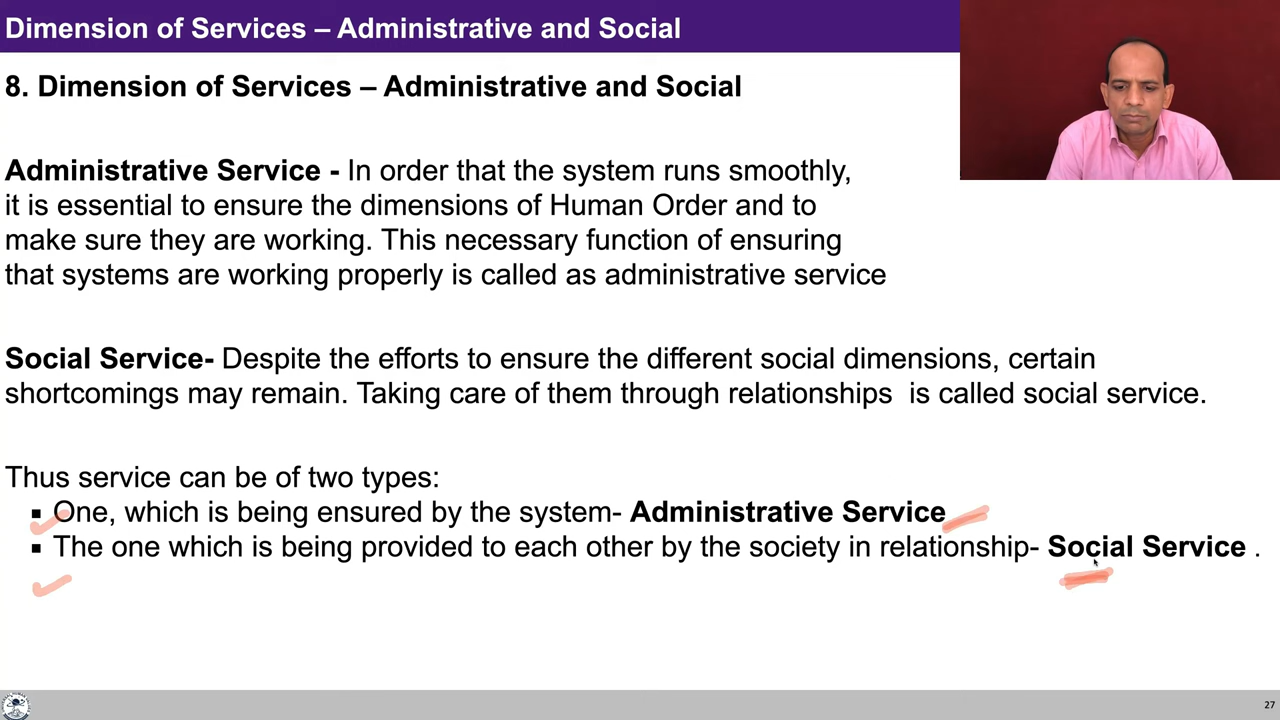 Dimension of Services – Administrative and Social
8. Dimension of Services – Administrative and Social
Administrative Service - In order that the system runs smoothly,
it is essential to ensure the dimensions of Human Order and to
make sure they are working. This necessary function of ensuring
that systems are working properly is called as administrative service
Social Service- Despite the efforts to ensure the different social dimensions, certain
shortcomings may remain. Taking care of them through relationships is called social service.
Thus service can be of two types:
▪ One, which is being ensured by the system- Administrative Service
▪ The one which is being provided to each other by the society in relationship- Social Service .
27